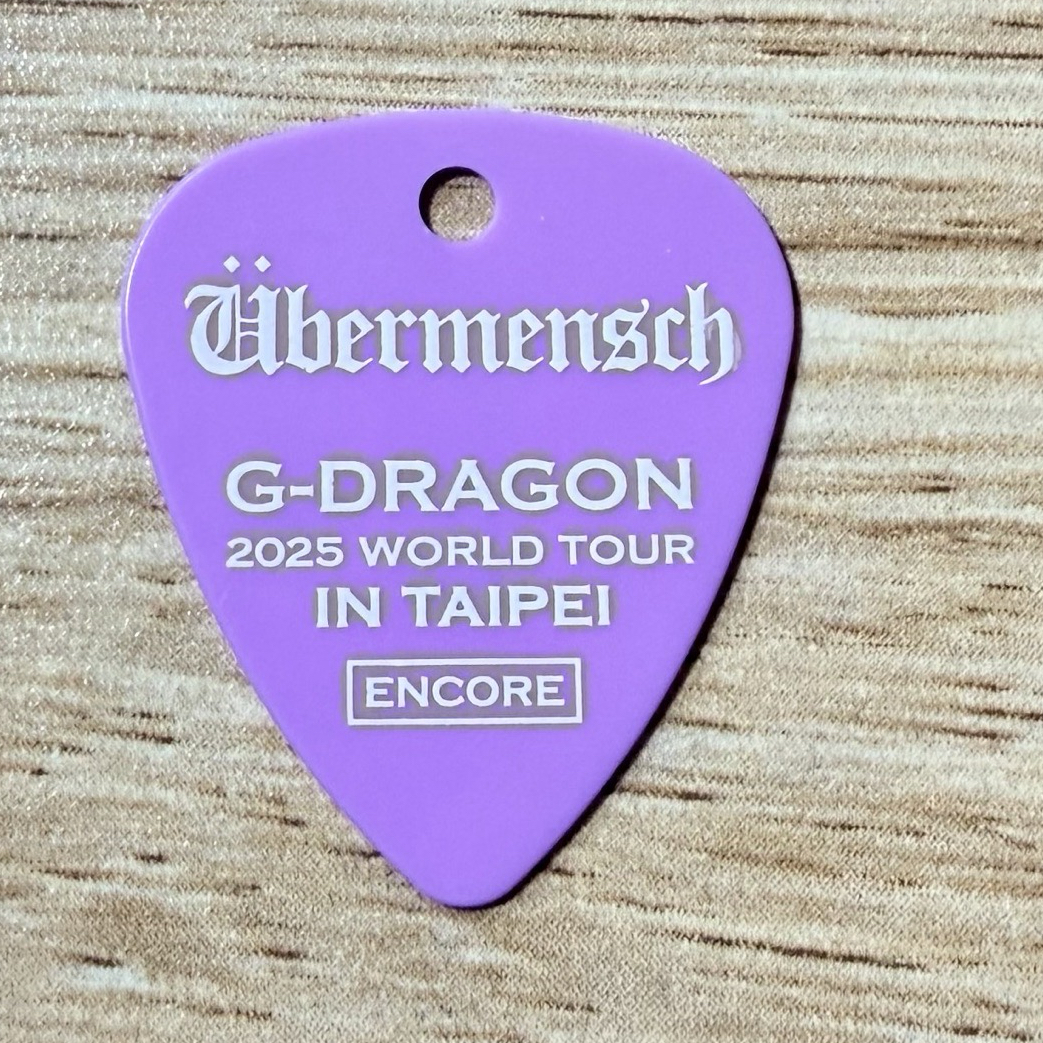 Übermensch
G-DRAGON
2025 WORLD TOUR
IN TAIPEI
ENCORE